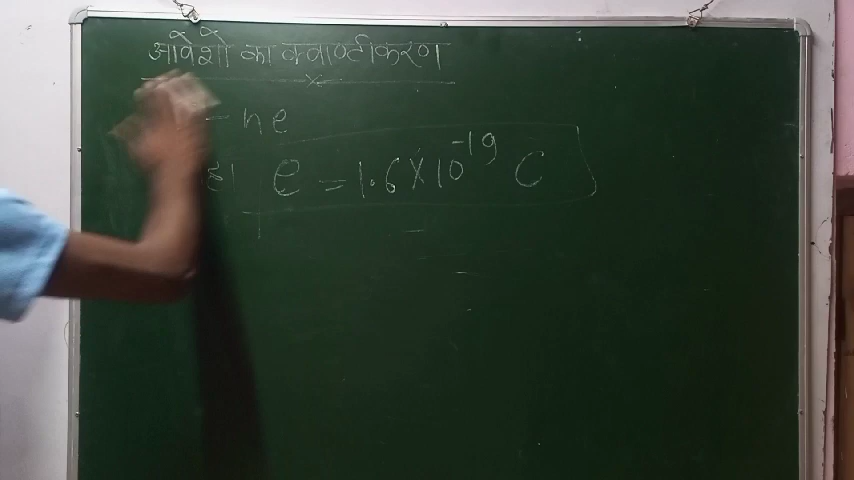 आवेशों का क्वाण्टीकरण
= ne
e = 1.6 × 10⁻¹⁹ C